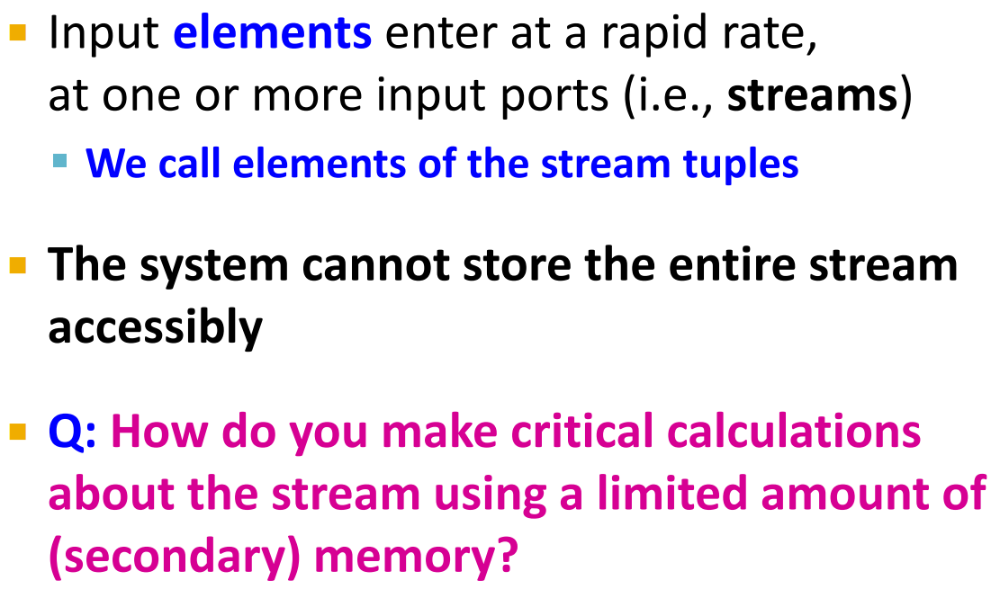 Input elements enter at a rapid rate,
at one or more input ports (i.e., streams)
We call elements of the stream tuples
The system cannot store the entire stream
accessibly
Q: How do you make critical calculations
about the stream using a limited amount of
(secondary) memory?